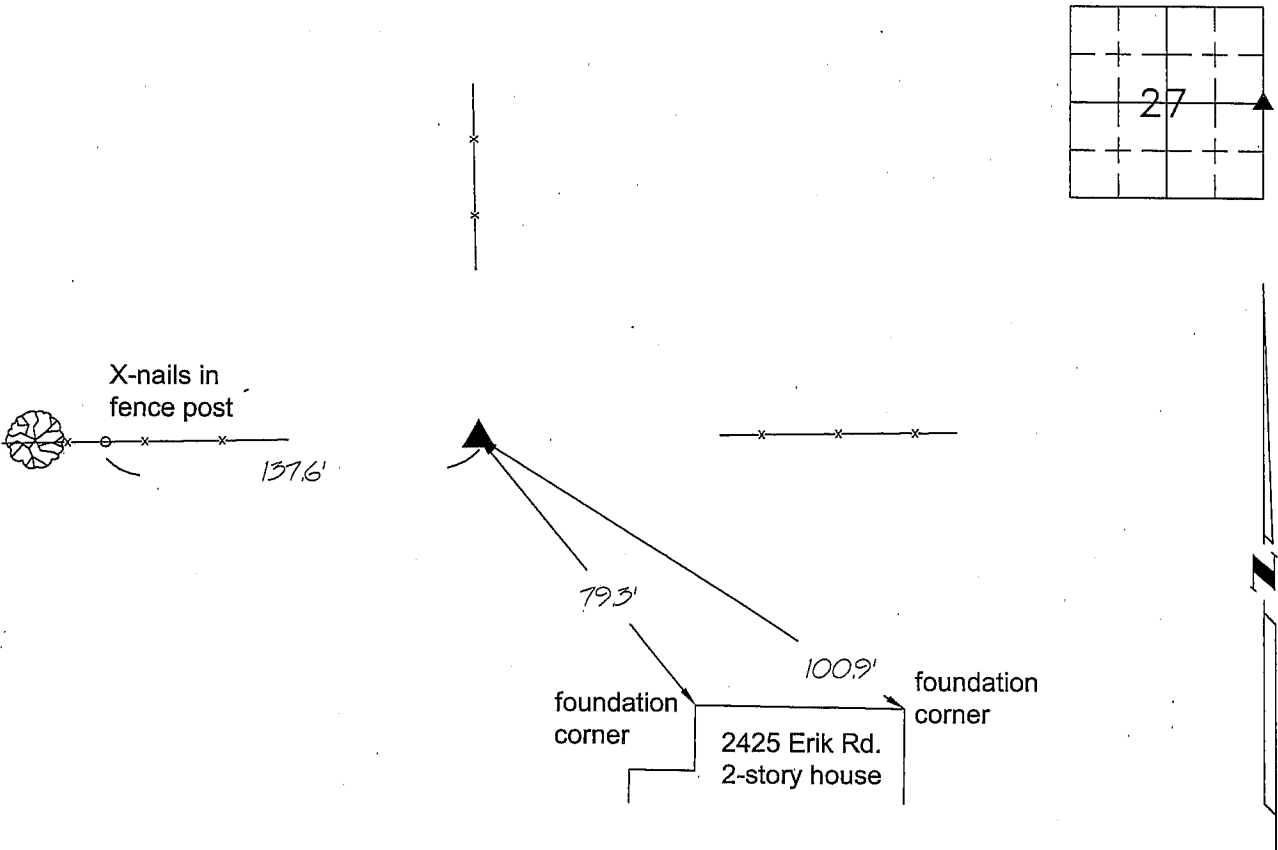 27
X-nails in
fence post
137.6'
79.3'
100.9'
foundation
corner
foundation
corner
2425 Erik Rd.
2-story house
N